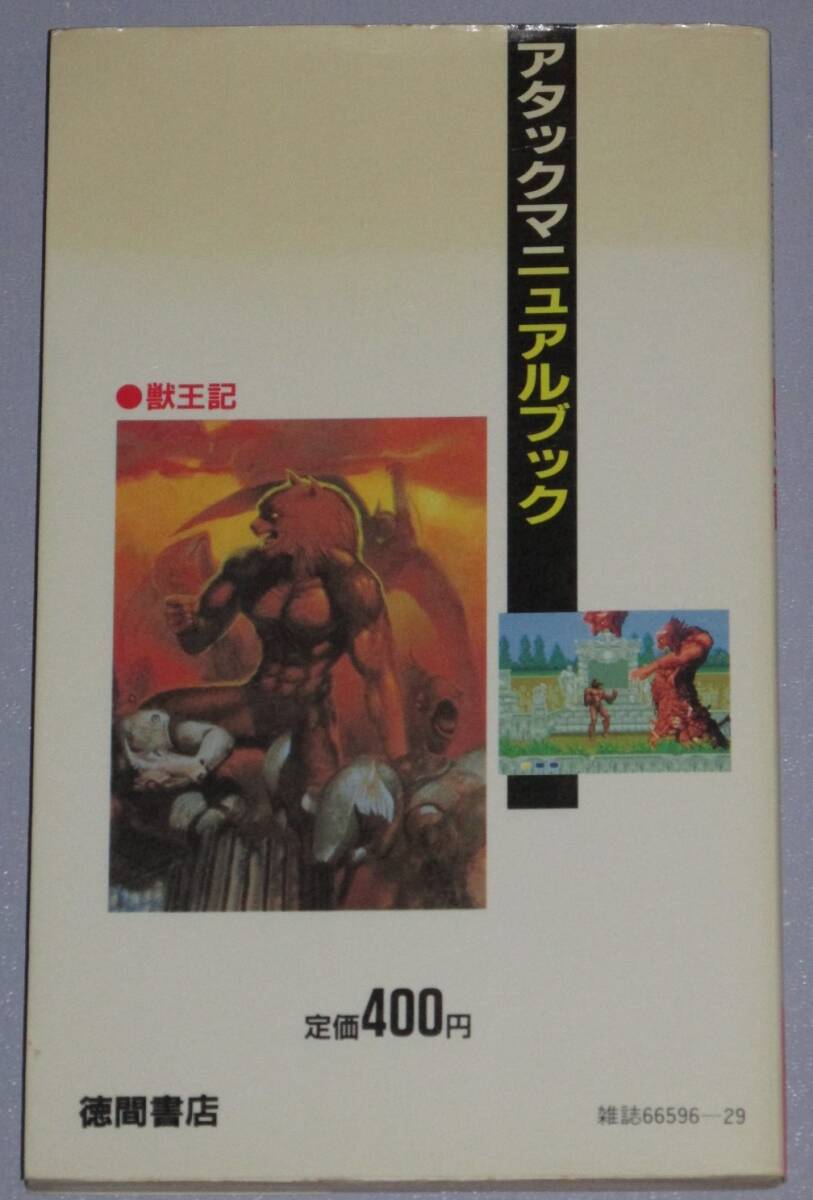 アタックマニュアルブック
●獣王記
定価400円
徳間書店
雑誌66596—29